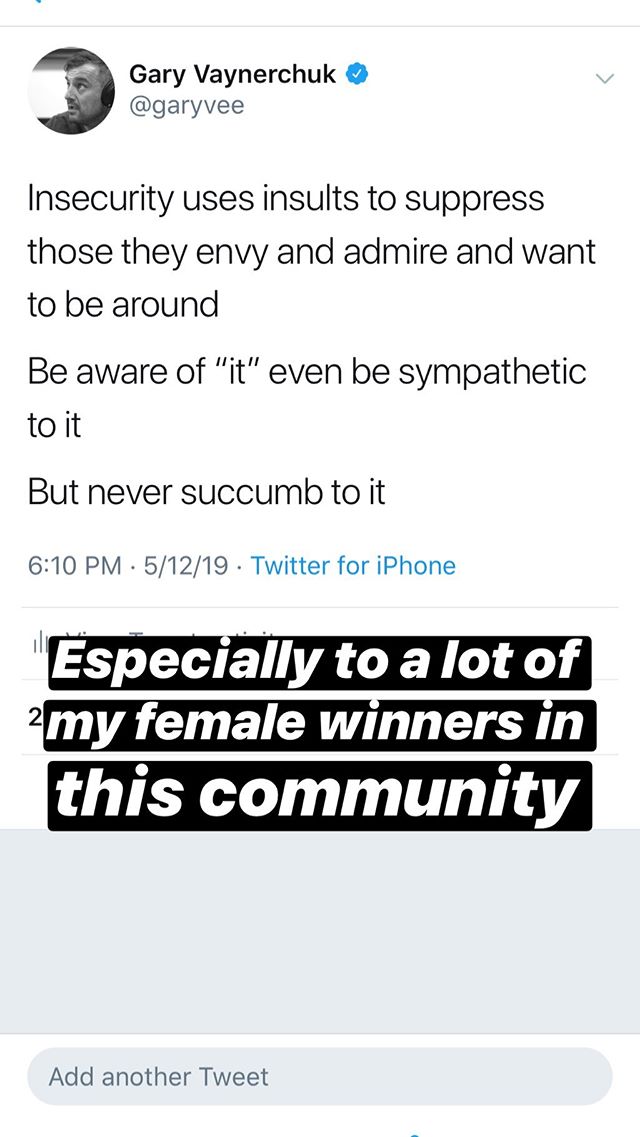 Gary Vaynerchuk
@garyvee
Insecurity uses insults to suppress
those they envy and admire and want
to be around
Be aware of “it” even be sympathetic
to it
But never succumb to it
6:10 PM · 5/12/19 · Twitter for iPhone
Especially to a lot of
2
my female winners in
this community
Add another Tweet